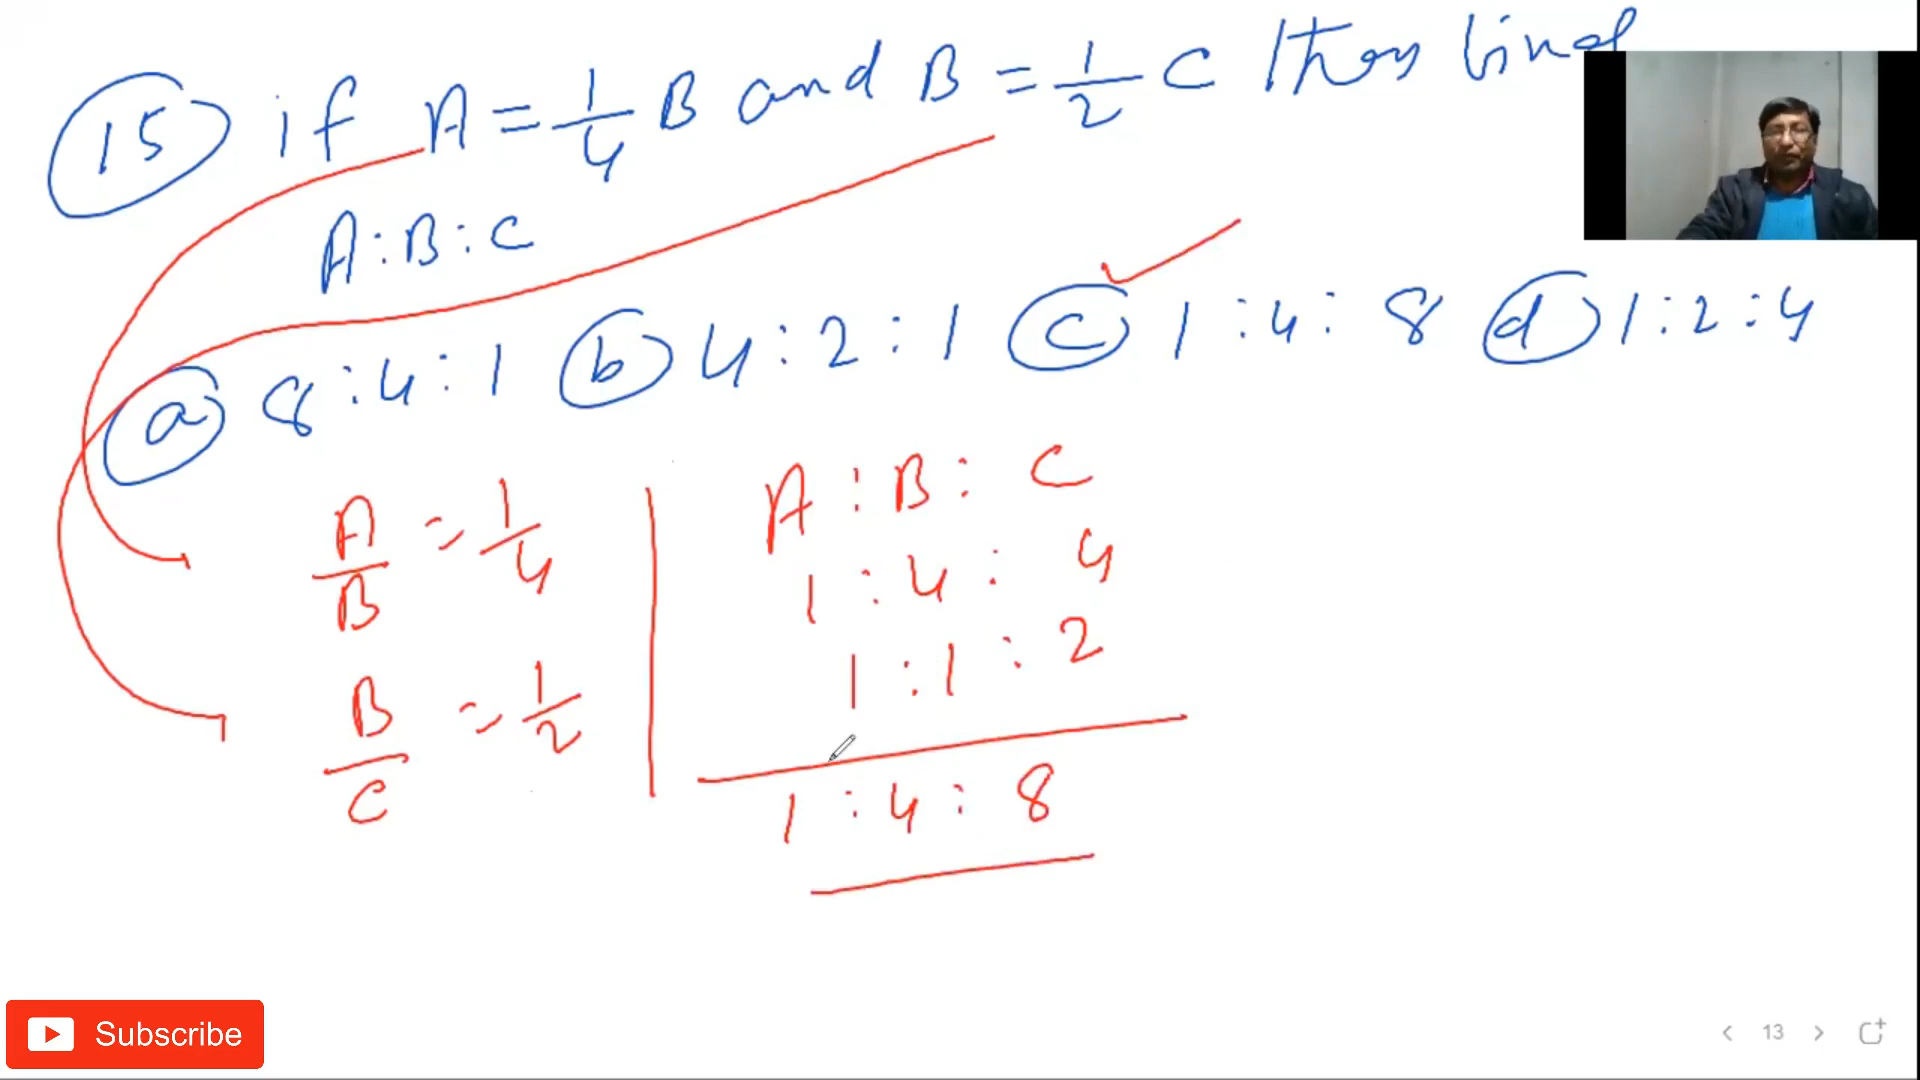 15 if A = 1/4 B and B = 1/2 C then find
A : B : C
a 8 : 4 : 1 b 4 : 2 : 1 c 1 : 4 : 8 d 1 : 2 : 4
A/B = 1/4
B/C = 1/2
A : B : C
1 : 4 : 4
1 : 1 : 2
1 : 4 : 8
Subscribe
13